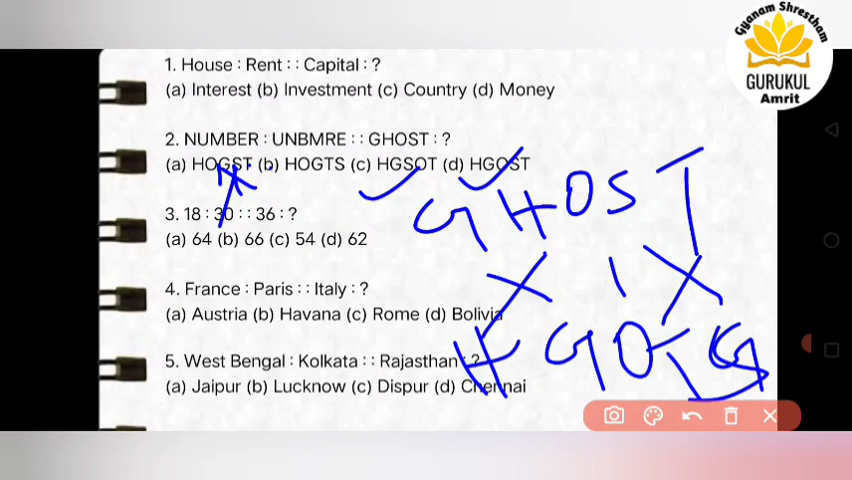 Gyanam Shrestham
GURUKUL
Amrit
1. House : Rent : : Capital : ?
(a) Interest (b) Investment (c) Country (d) Money
2. NUMBER : UNBMRE : : GHOST : ?
(a) HOGST (b) HOGTS (c) HGSOT (d) HGOST
3. 18 : 30 : : 36 : ?
(a) 64 (b) 66 (c) 54 (d) 62
GHOST
4. France : Paris : : Italy : ?
(a) Austria (b) Havana (c) Rome (d) Bolivia
5. West Bengal : Kolkata : : Rajasthan : ?
(a) Jaipur (b) Lucknow (c) Dispur (d) Chennai